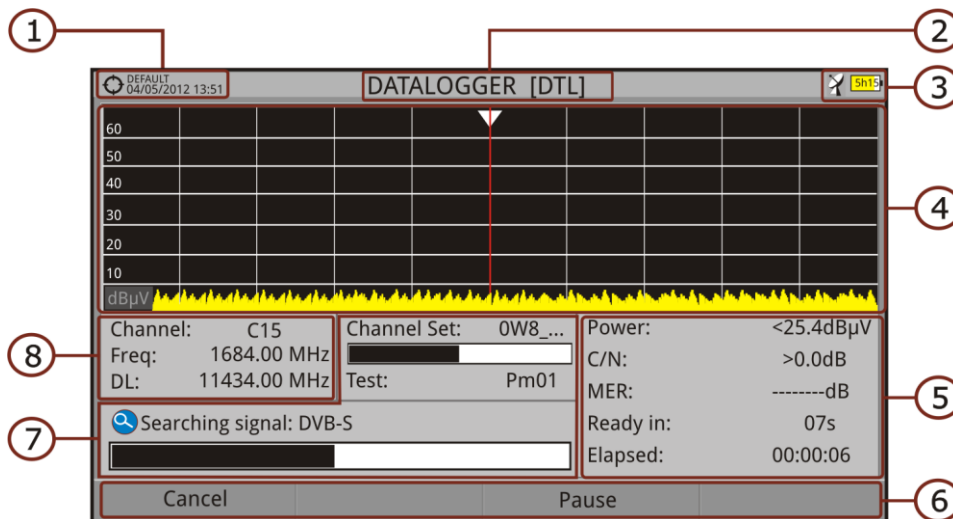 1
2
3
DEFAULT
04/05/2012 13:51
DATALOGGER [DTL]
5h15
60
50
40
30
20
10
dBµV
4
Channel: C15
Freq: 1684.00 MHz
DL: 11434.00 MHz
8
Channel Set: 0W8_...
Test: Pm01
Power: <25.4dBµV
C/N: >0.0dB
MER: --------dB
Ready in: 07s
Elapsed: 00:00:06
5
7
Searching signal: DVB-S
Cancel
Pause
6